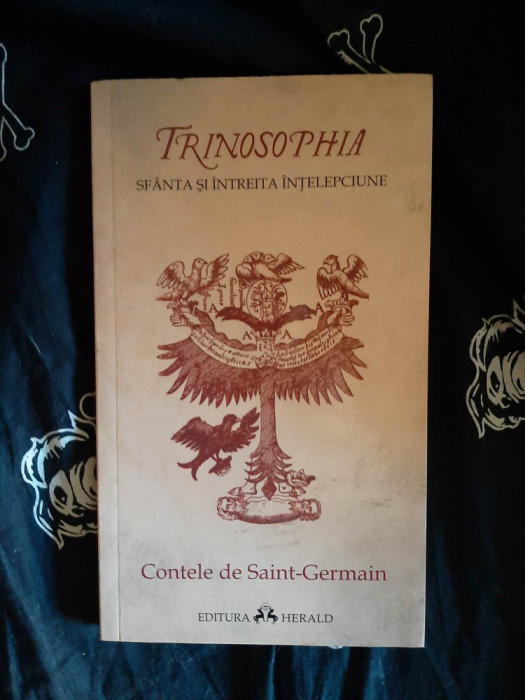 TRINOSOPHIA
SFÂNTA ȘI ÎNTREITA ÎNȚELEPCIUNE
A A
A A A A
Contele de Saint-Germain
EDITURA HERALD